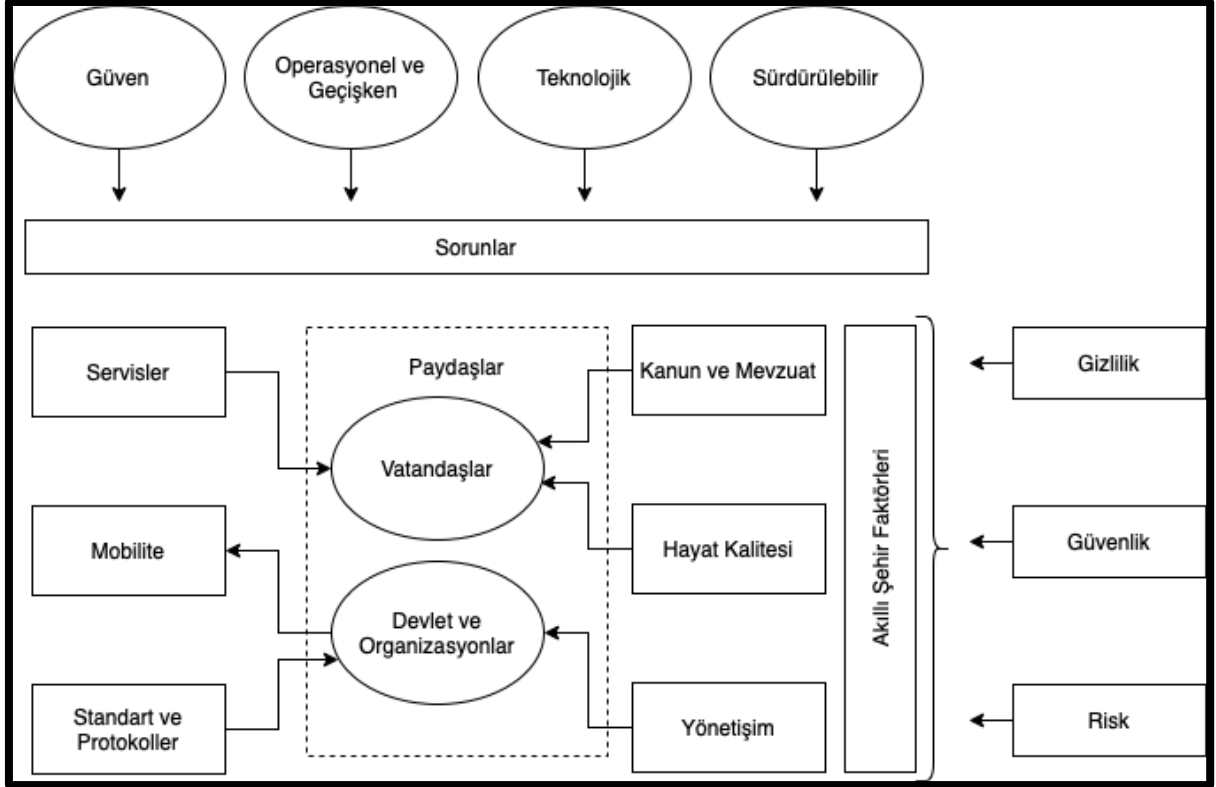 Güven
Operasyonel ve
Geçişken
Teknolojik
Sürdürülebilir
Sorunlar
Servisler
Paydaşlar
Kanun ve Mevzuat
Gizlilik
Vatandaşlar
Akıllı Şehir Faktörleri
Mobilite
Hayat Kalitesi
Güvenlik
Devlet ve
Organizasyonlar
Standart ve
Protokoller
Yönetişim
Risk